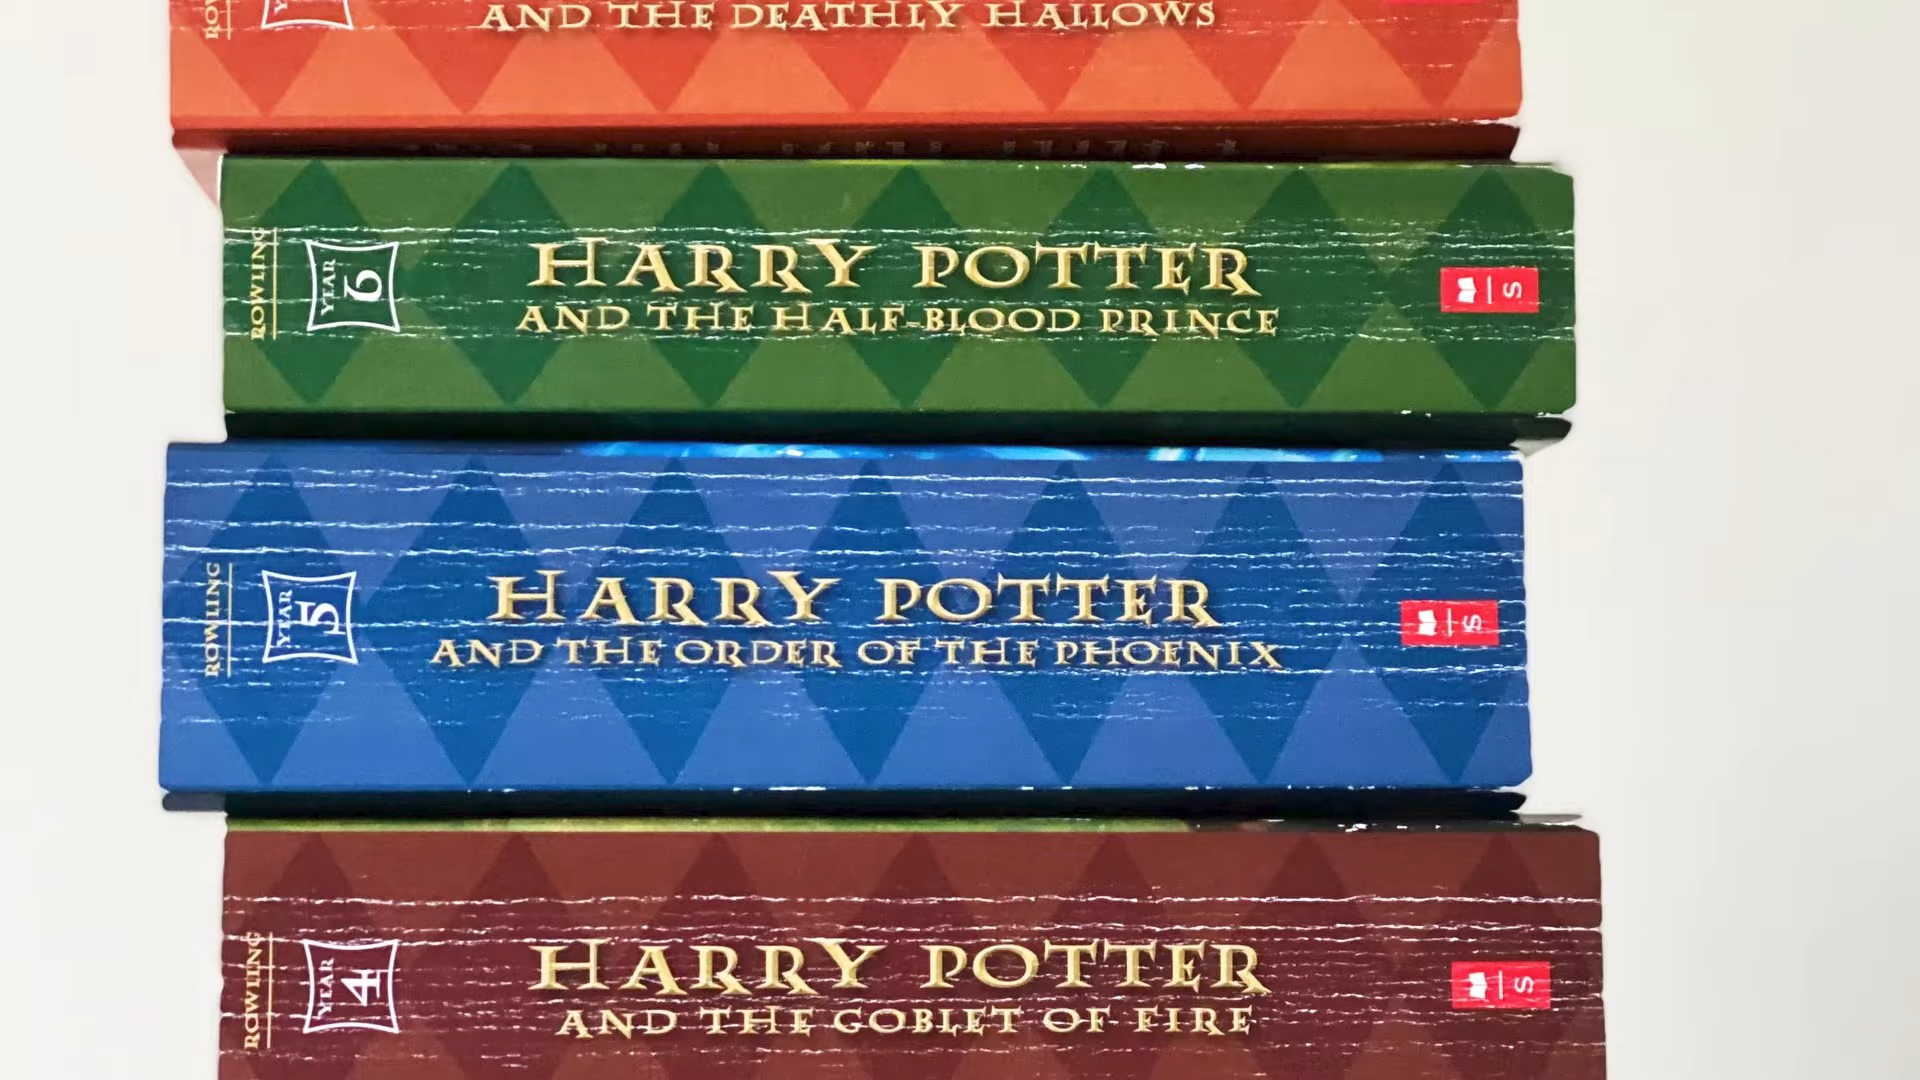 AND THE DEATHLY HALLOWS
ROWLING
YEAR
6
HARRY POTTER
AND THE HALF-BLOOD PRINCE
S
ROWLING
YEAR
5
HARRY POTTER
AND THE ORDER OF THE PHOENIX
S
ROWLING
YEAR
4
HARRY POTTER
AND THE GOBLET OF FIRE
S